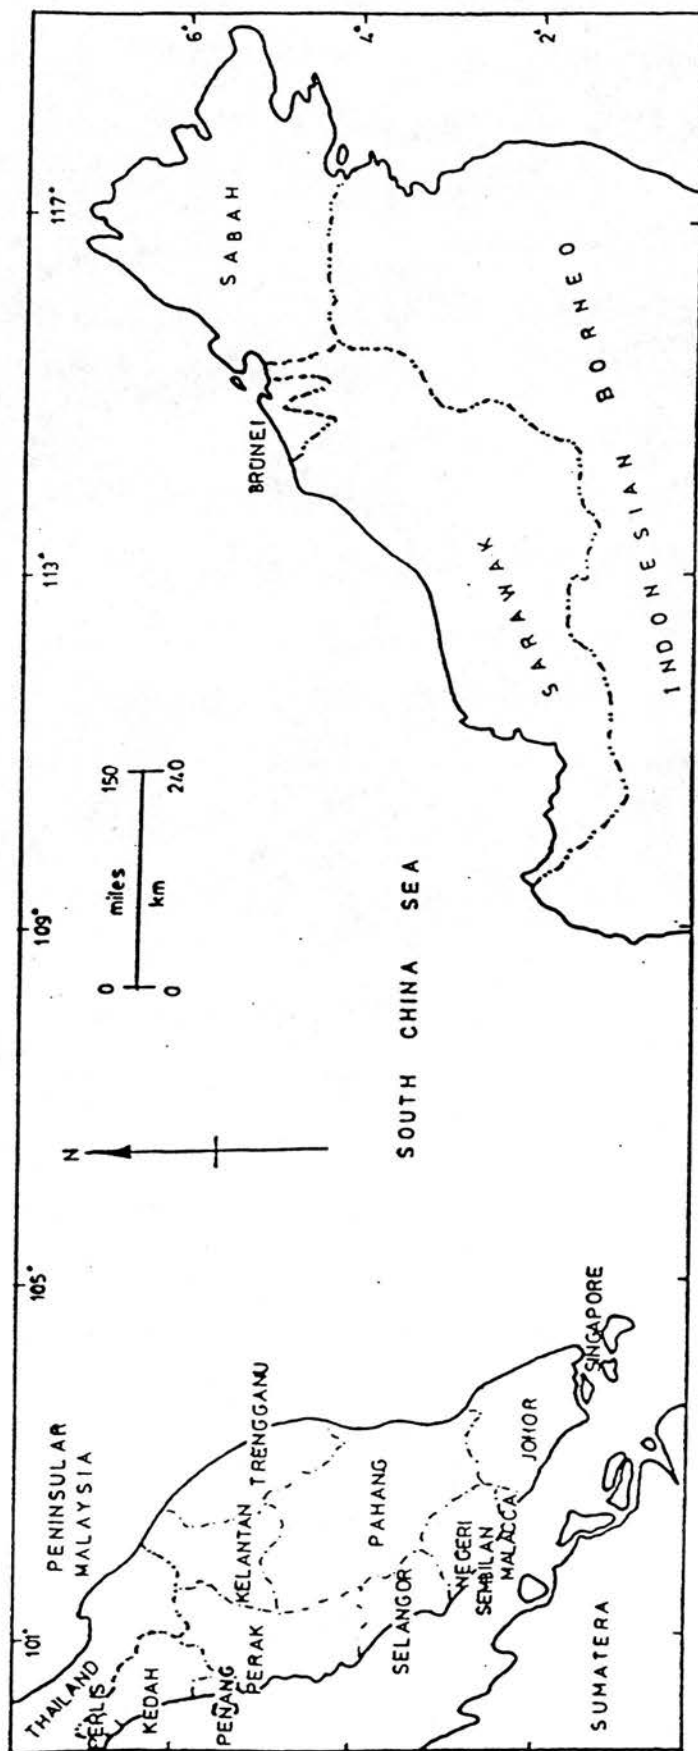 101°
105°
109°
113°
117°
6°
4°
2°
PENINSULAR
MALAYSIA
THAILAND
PERLIS
KEDAH
PENANG
PERAK
KELANTAN
TRENGGANU
PAHANG
SELANGOR
NEGERI
SEMBILAN
MALACCA
JOHOR
SINGAPORE
SUMATERA
N
0 miles 150
0 km 240
SOUTH CHINA SEA
BRUNEI
SABAH
SARAWAK
INDONESIAN BORNEO